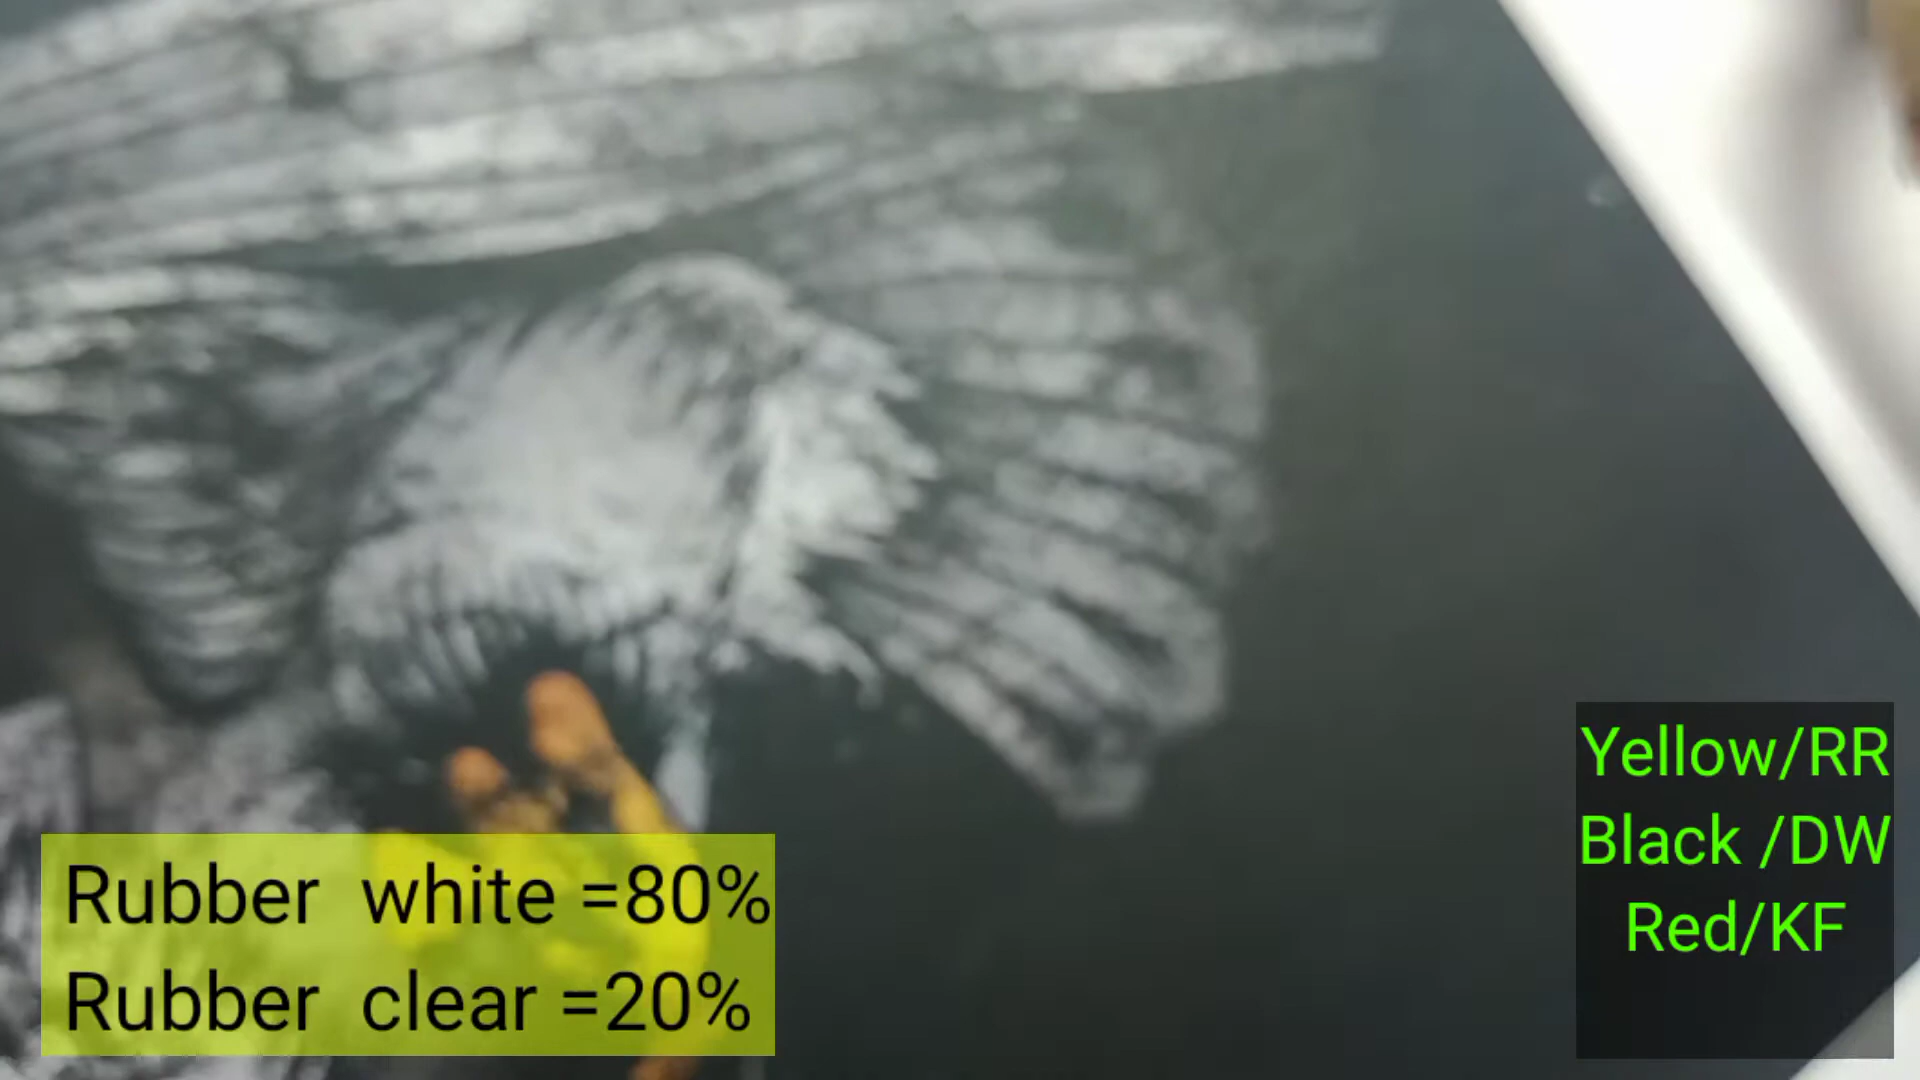 Rubber white =80%
Rubber clear =20%
Yellow/RR
Black /DW
Red/KF